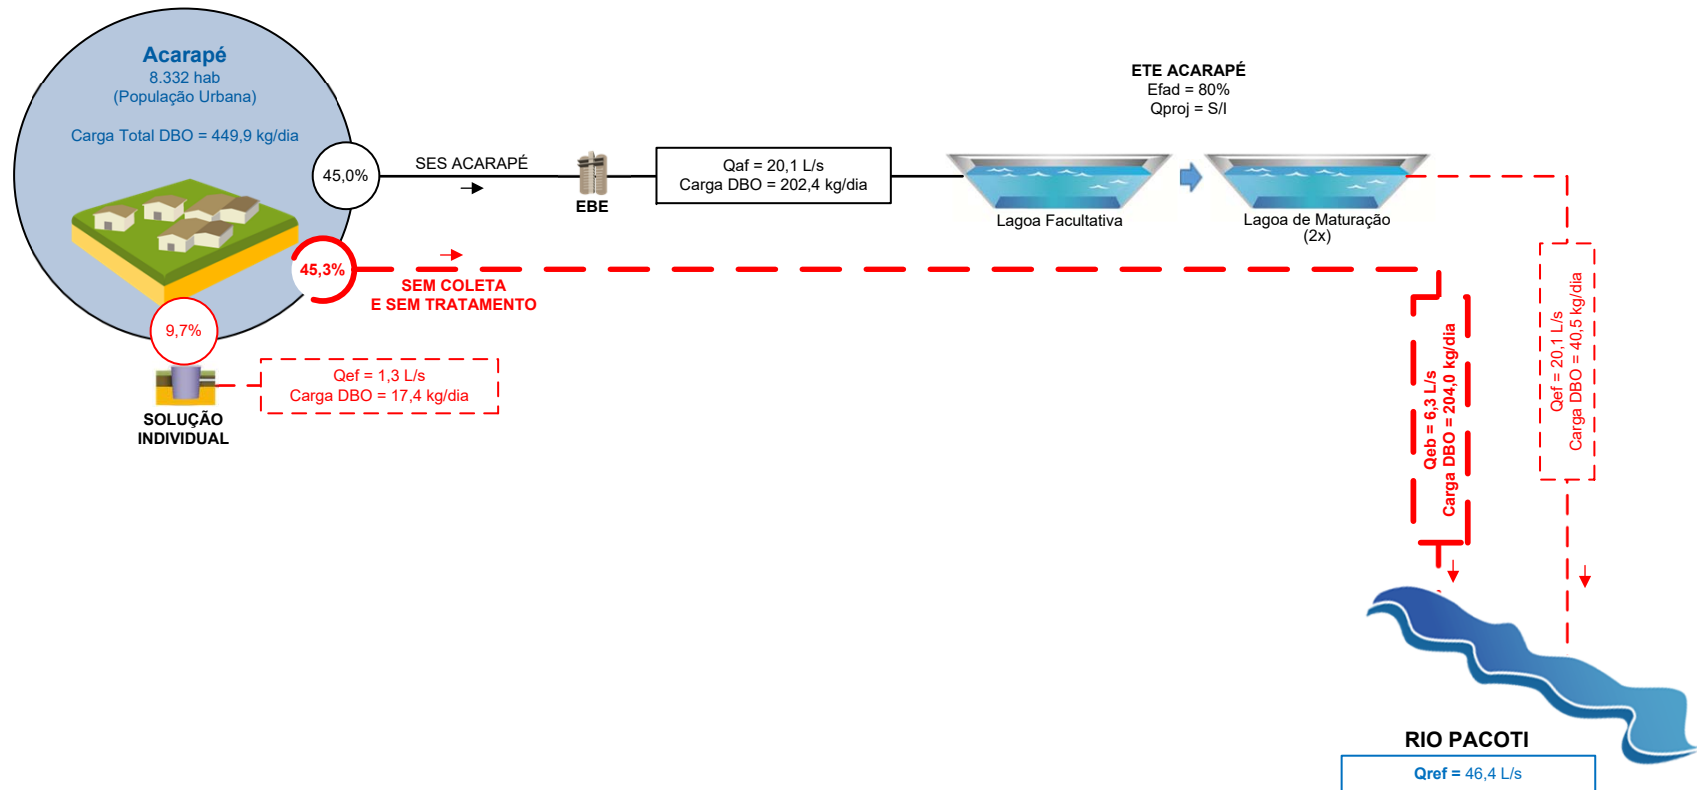 Acarapé
8.332 hab
(População Urbana)
Carga Total DBO = 449,9 kg/dia
45,0%
SES ACARAPÉ
EBE
Qaf = 20,1 L/s
Carga DBO = 202,4 kg/dia
ETE ACARAPÉ
Efad = 80%
Qproj = S/I
Lagoa Facultativa
Lagoa de Maturação
(2x)
45,3%
SEM COLETA
E SEM TRATAMENTO
9,7%
SOLUÇÃO
INDIVIDUAL
Qef = 1,3 L/s
Carga DBO = 17,4 kg/dia
Qeb = 6,3 L/s
Carga DBO = 204,0 kg/dia
Qef = 20,1 L/s
Carga DBO = 40,5 kg/dia
RIO PACOTI
Qref = 46,4 L/s